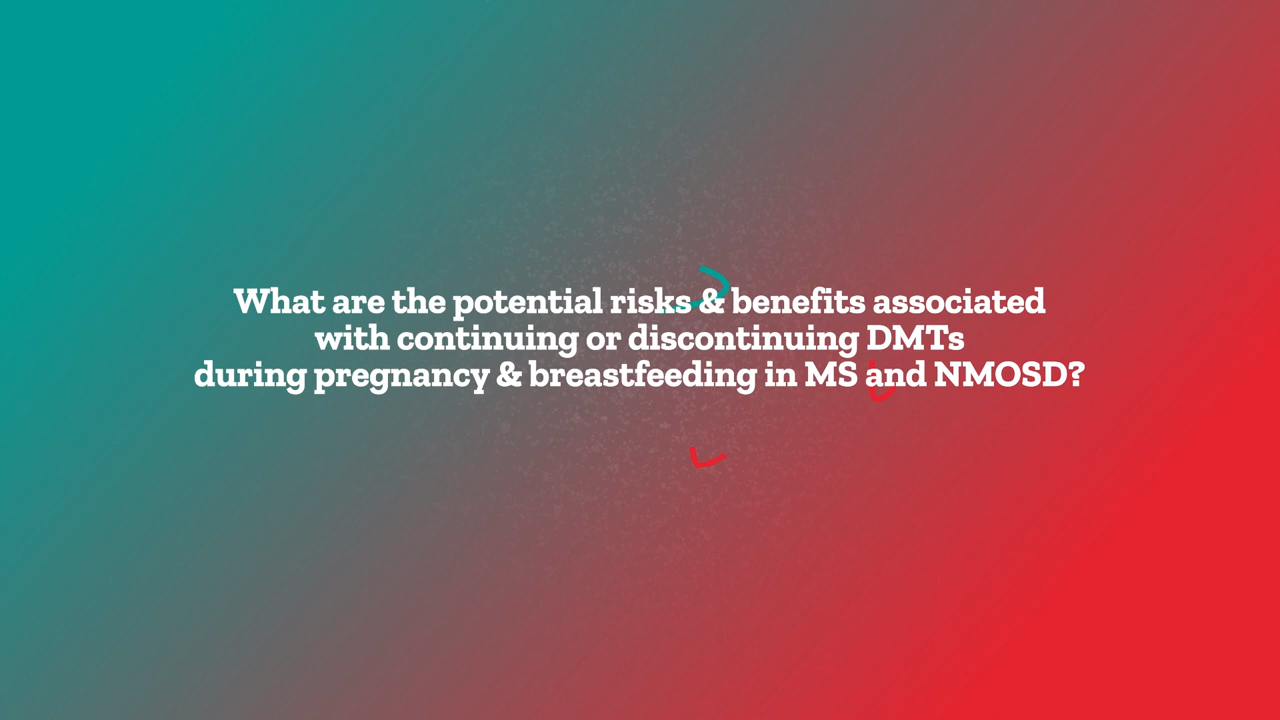 What are the potential risks & benefits associated
with continuing or discontinuing DMTs
during pregnancy & breastfeeding in MS and NMOSD?